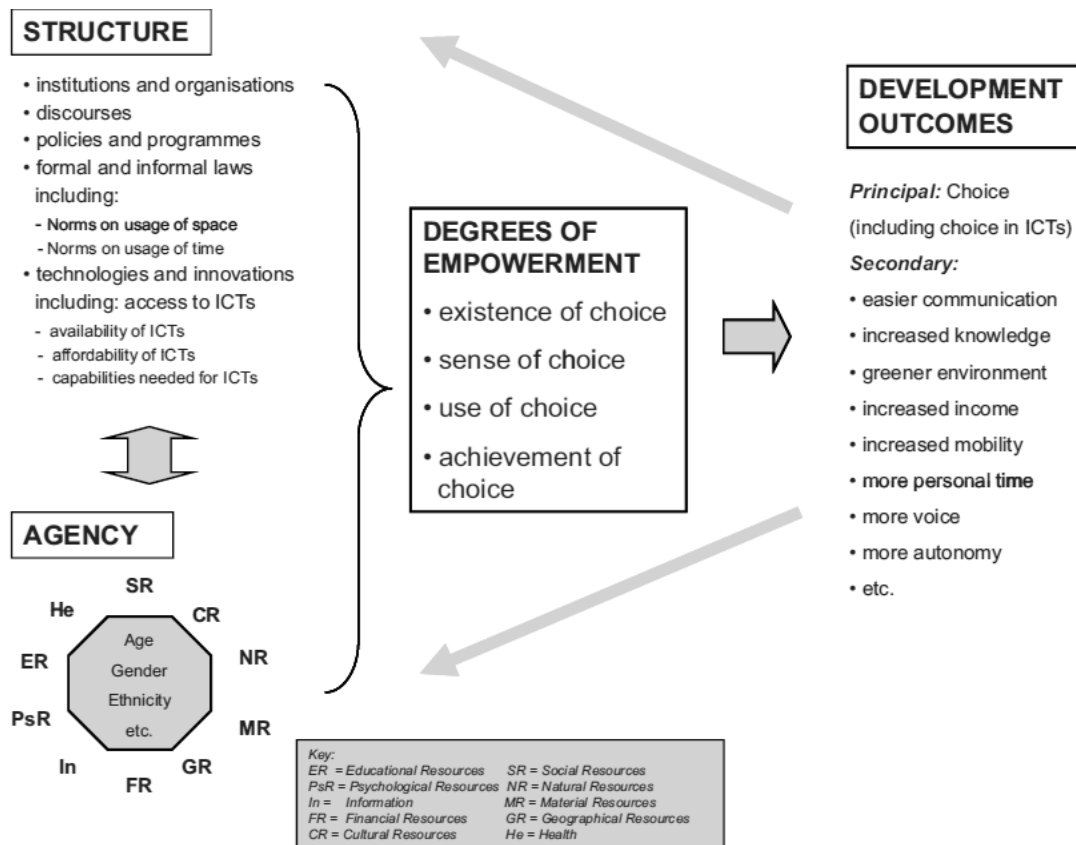 STRUCTURE
• institutions and organisations
• discourses
• policies and programmes
• formal and informal laws
including:
- Norms on usage of space
- Norms on usage of time
• technologies and innovations
including: access to ICTs
- availability of ICTs
- affordability of ICTs
- capabilities needed for ICTs
AGENCY
SR
He
CR
ER
NR
PsR
MR
In
GR
FR
Age
Gender
Ethnicity
etc.
DEGREES OF
EMPOWERMENT
• existence of choice
• sense of choice
• use of choice
• achievement of
choice
DEVELOPMENT
OUTCOMES
Principal: Choice
(including choice in ICTs)
Secondary:
• easier communication
• increased knowledge
• greener environment
• increased income
• increased mobility
• more personal time
• more voice
• more autonomy
• etc.
Key:
ER = Educational Resources SR = Social Resources
PsR = Psychological Resources NR = Natural Resources
In = Information MR = Material Resources
FR = Financial Resources GR = Geographical Resources
CR = Cultural Resources He = Health